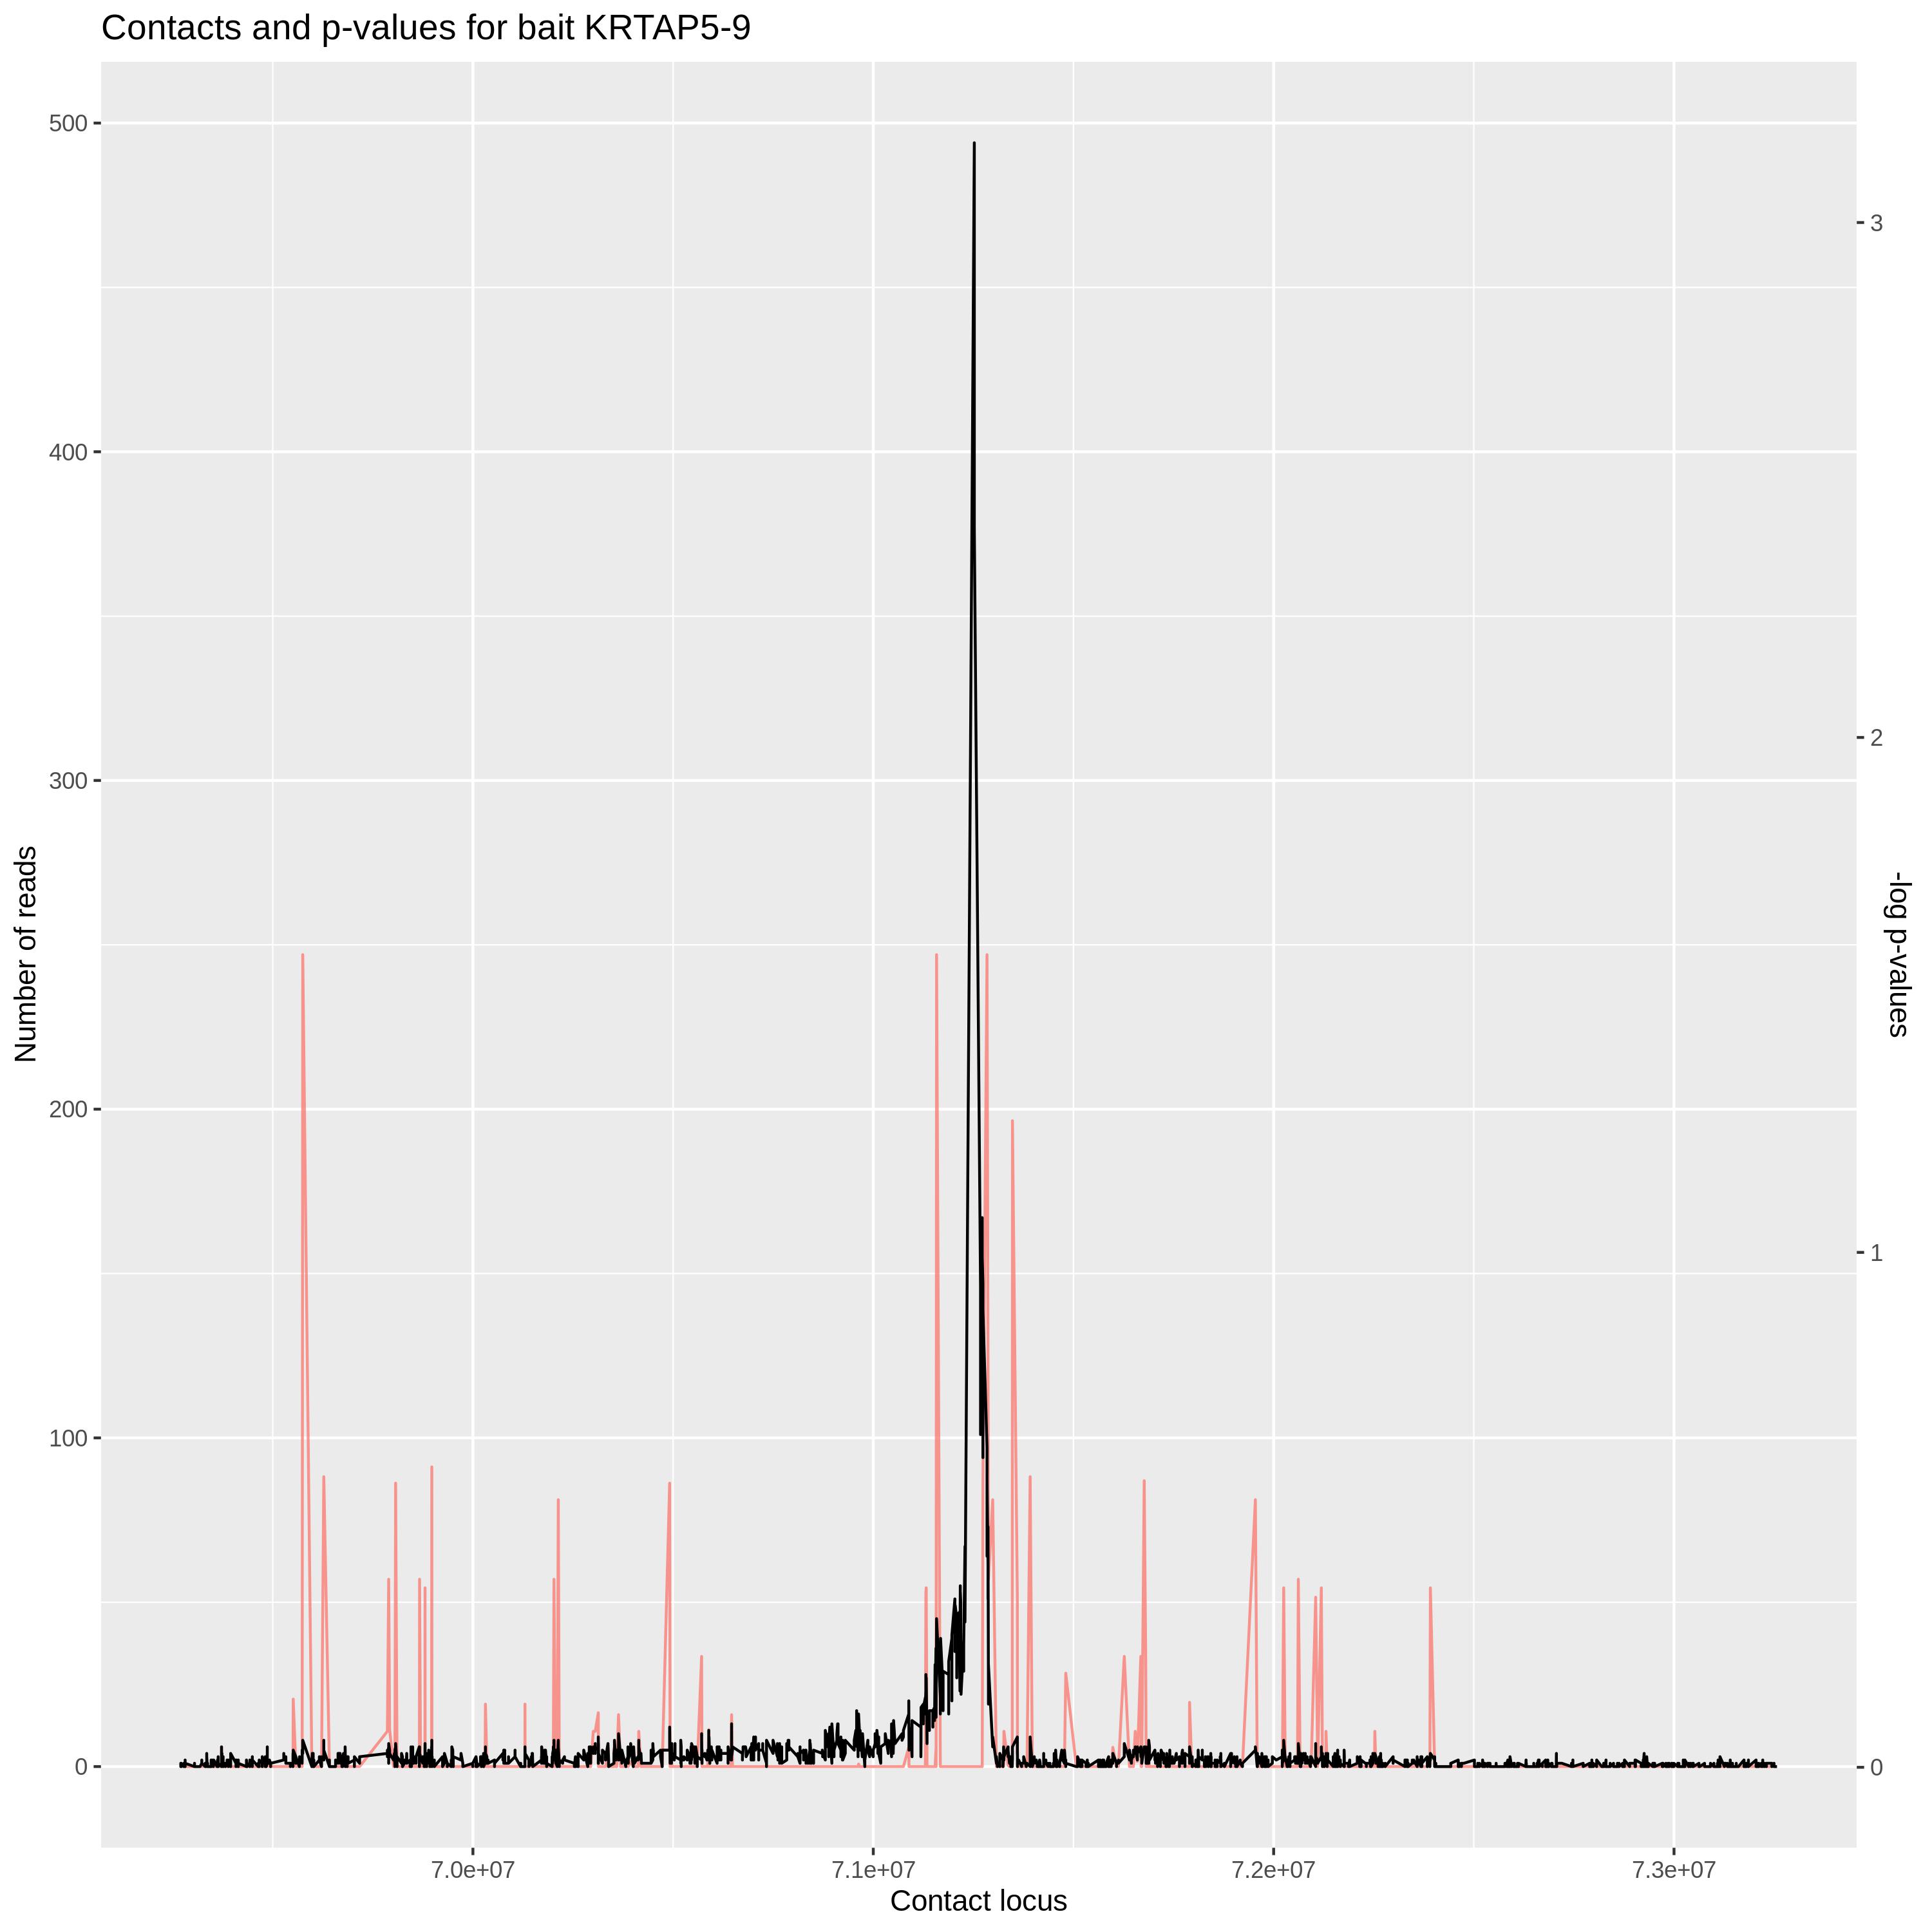 Contacts and p-values for bait KRTAP5-9
500
400
300
200
100
0
Number of reads
3
2
1
0
-log p-values
7.0e+07 7.1e+07 7.2e+07 7.3e+07
Contact locus